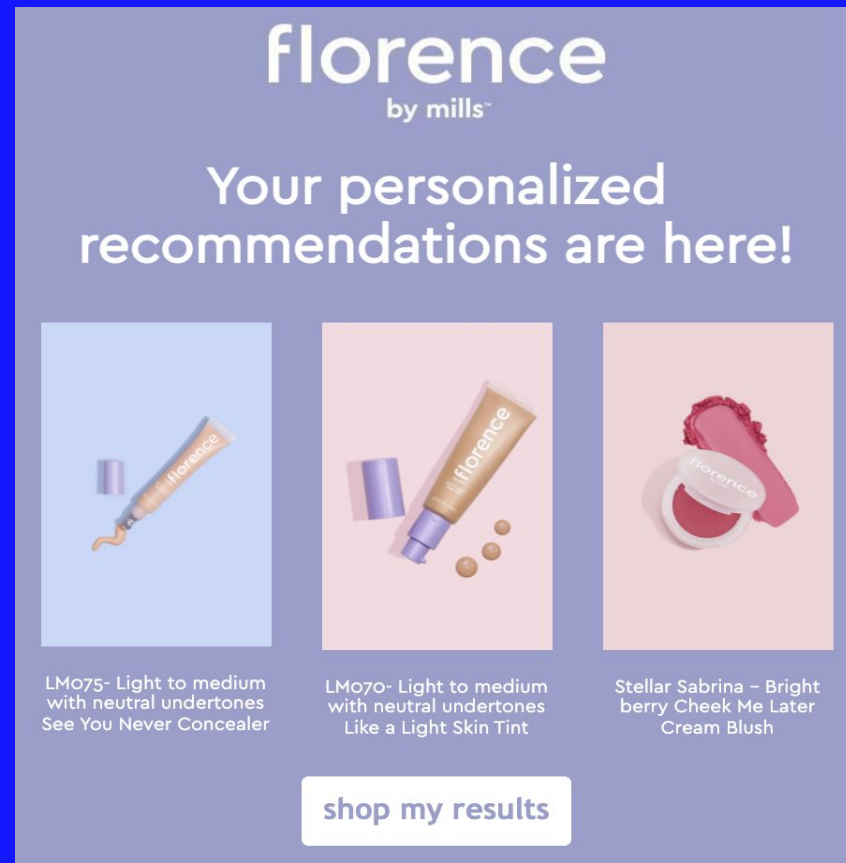 florence
by mills™
Your personalized
recommendations are here!
florence
florence
florence
LM075- Light to medium
with neutral undertones
See You Never Concealer
LM070- Light to medium
with neutral undertones
Like a Light Skin Tint
Stellar Sabrina – Bright
berry Cheek Me Later
Cream Blush
shop my results